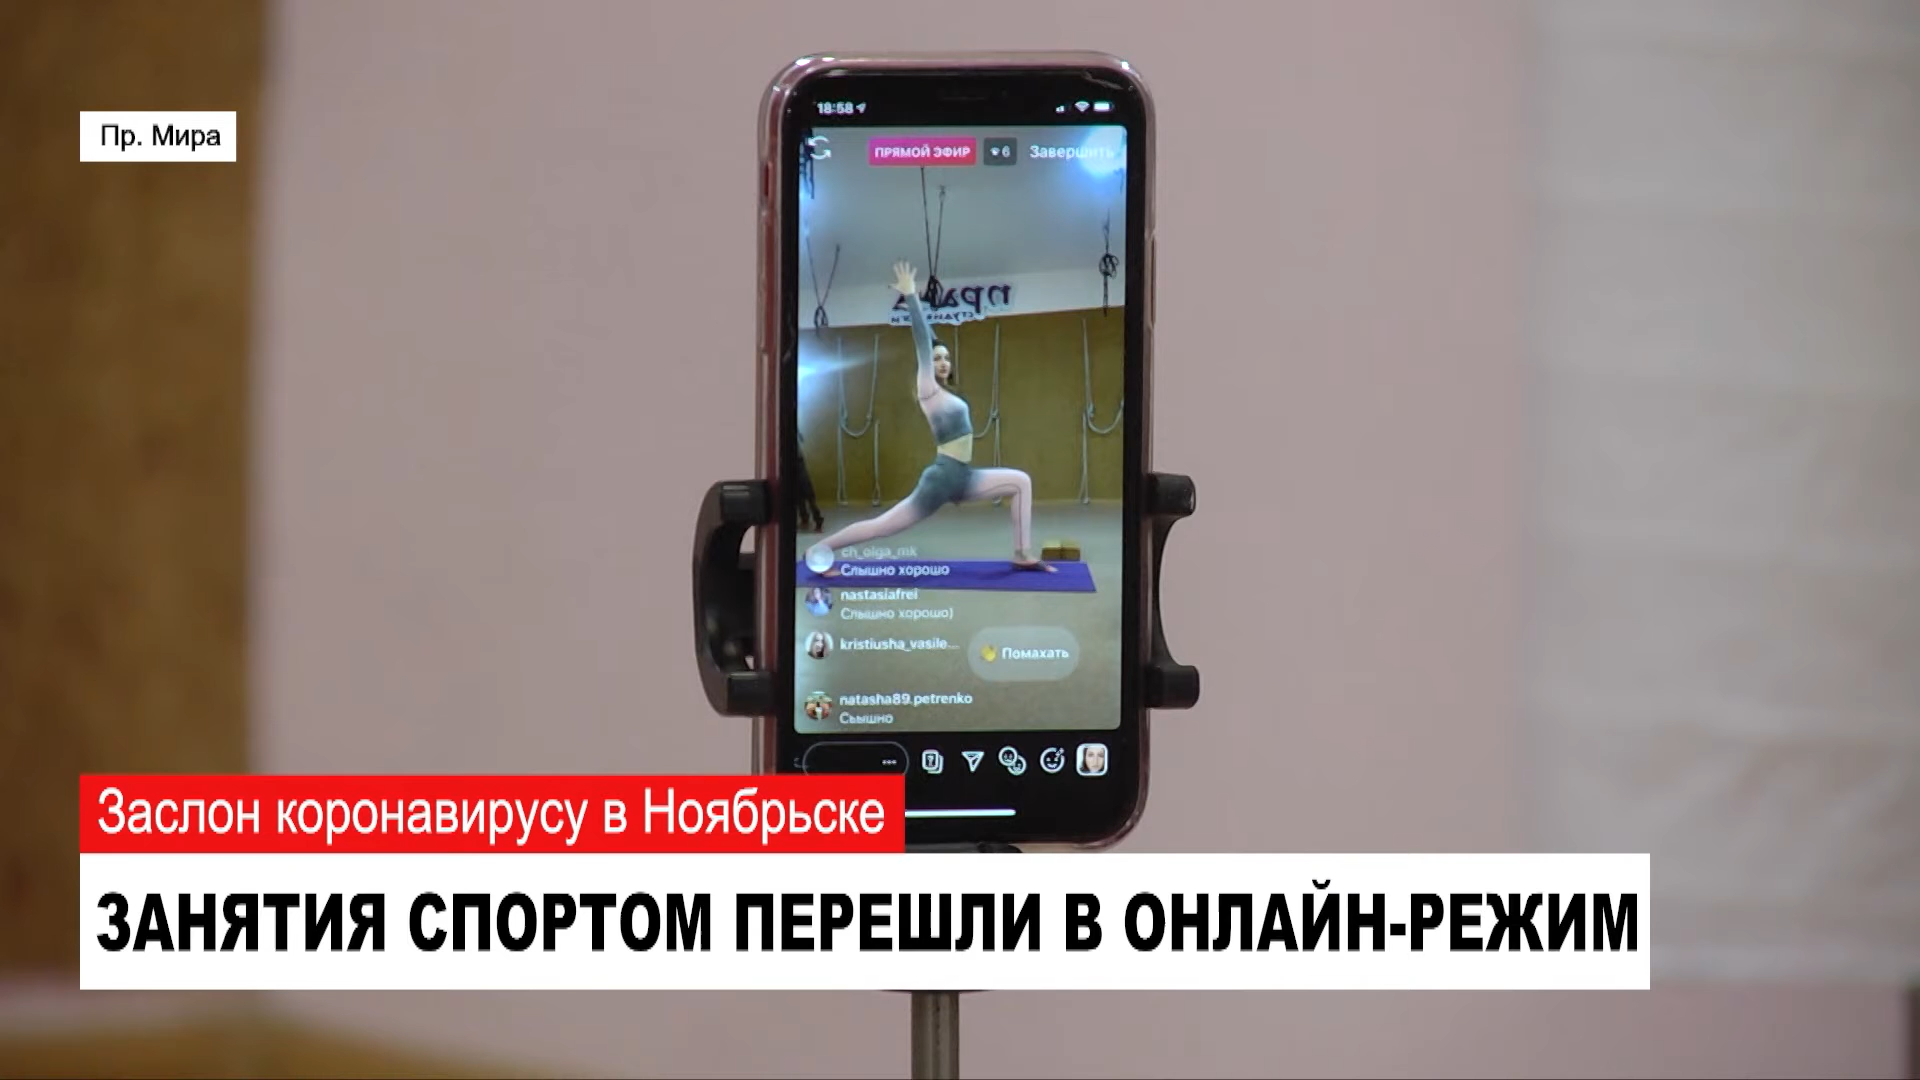 Пр. Мира
18:58
ПРЯМОЙ ЭФИР
6
Завершить
ch_olga_mk
Слышно хорошо
nastasiafrei
Слышно хорошо)
kristiusha_vasile...
Помахать
natasha89.petrenko
Сьышно
Заслон коронавирусу в Ноябрьске
ЗАНЯТИЯ СПОРТОМ ПЕРЕШЛИ В ОНЛАЙН-РЕЖИМ